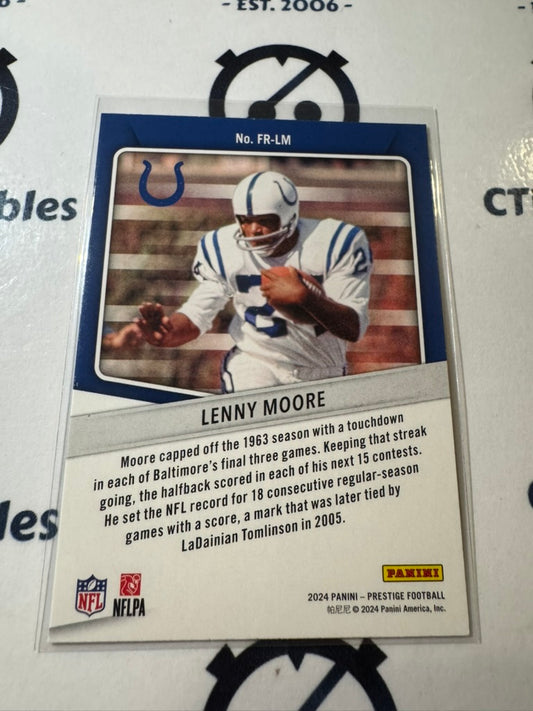 - EST. 2006 -
No. FR-LM
bles
CT
LENNY MOORE
Moore capped off the 1963 season with a touchdown
in each of Baltimore's final three games. Keeping that streak
going, the halfback scored in each of his next 15 contests.
He set the NFL record for 18 consecutive regular-season
games with a score, a mark that was later tied by
LaDainian Tomlinson in 2005.
les
PANINI
NFL
NFLPA
2024 PANINI – PRESTIGE FOOTBALL
帕尼尼 © 2024 Panini America, Inc.